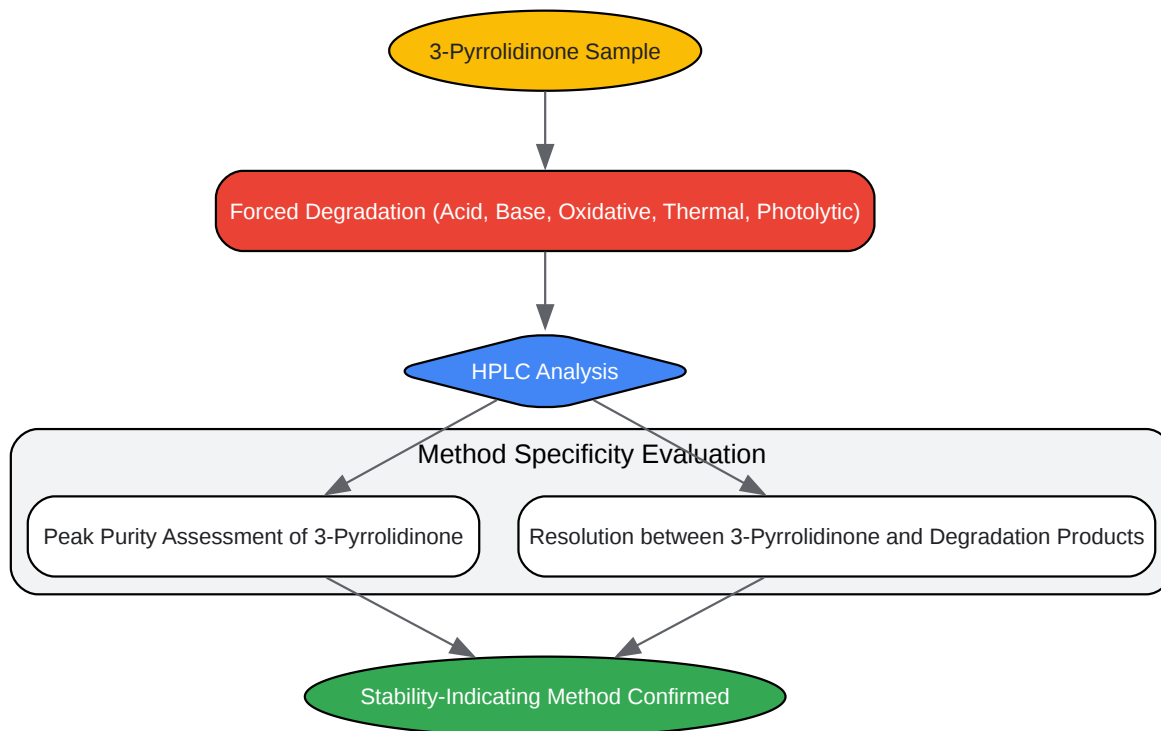 3-Pyrrolidinone Sample
Forced Degradation (Acid, Base, Oxidative, Thermal, Photolytic)
HPLC Analysis
Method Specificity Evaluation
Peak Purity Assessment of 3-Pyrrolidinone
Resolution between 3-Pyrrolidinone and Degradation Products
Stability-Indicating Method Confirmed